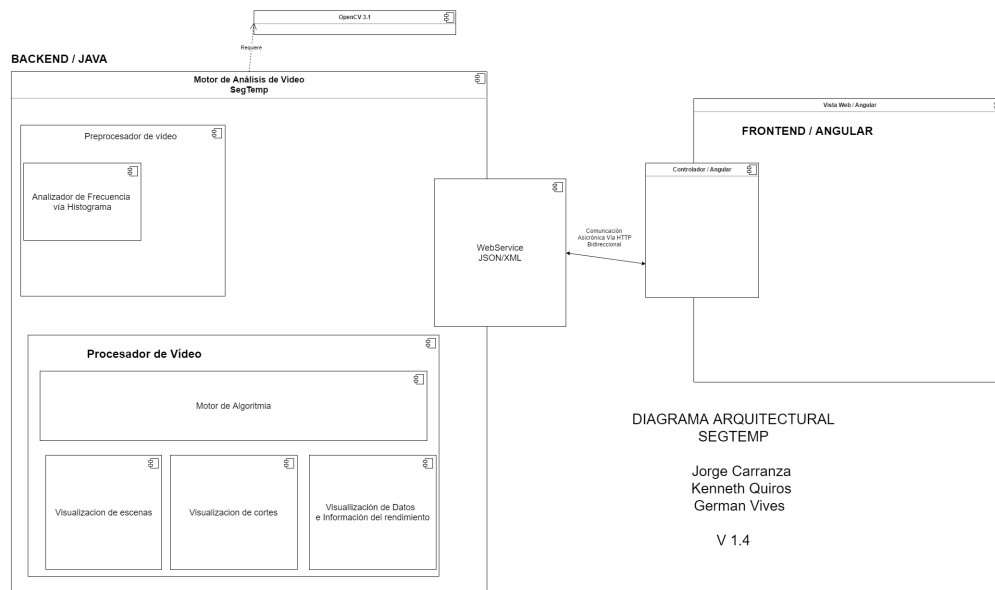 OpenCV 3.1
Requiere
BACKEND / JAVA
Motor de Análisis de Vídeo
SegTemp
Preprocesador de vídeo
Analizador de Frecuencia
vía Histograma
WebService
JSON/XML
Comuncación
Asicrónica Vía HTTP
Bidireccional
Vista Web / Angular
FRONTEND / ANGULAR
Controlador / Angular
Procesador de Vídeo
Motor de Algoritmia
Visualizacion de escenas
Visualizacion de cortes
Visuallización de Datos
e Información del rendimiento
DIAGRAMA ARQUITECTURAL
SEGTEMP
Jorge Carranza
Kenneth Quiros
German Vives
V 1.4